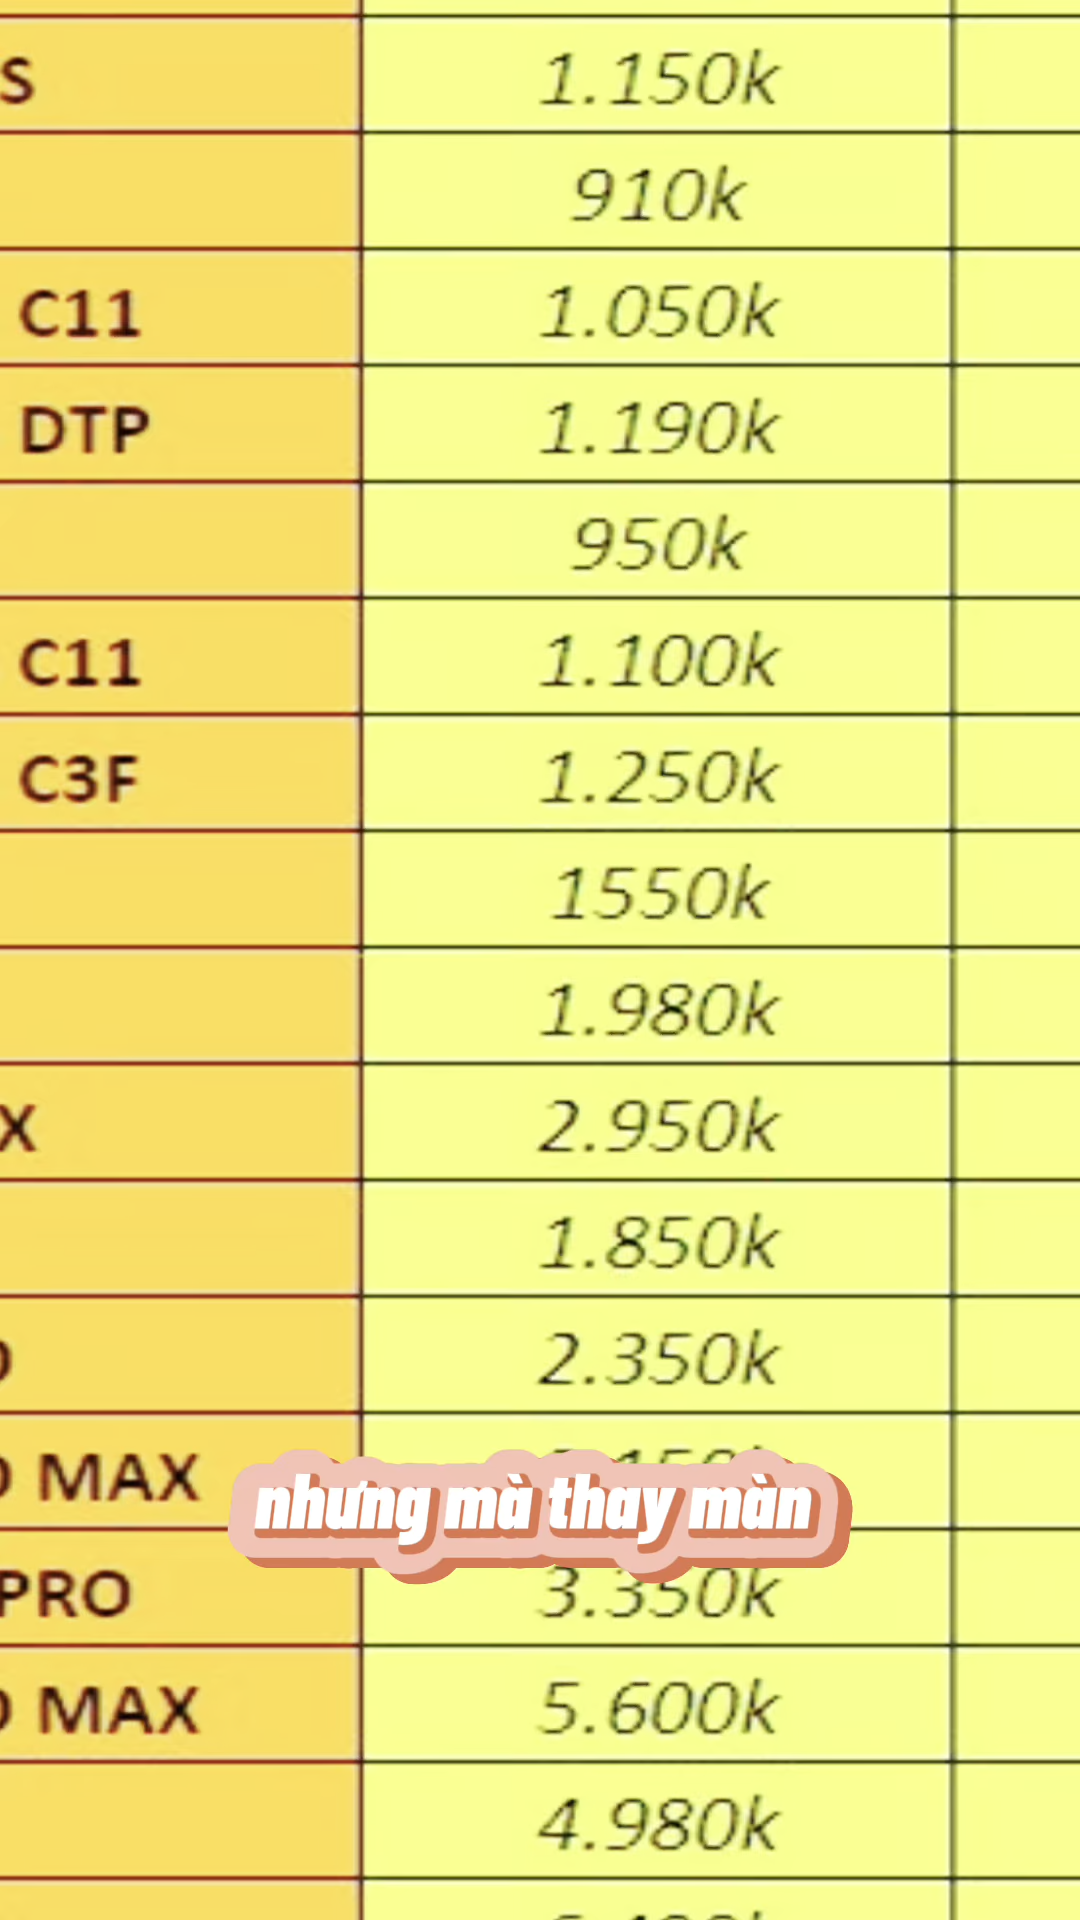 S 1.150k
910k
C11 1.050k
DTP 1.190k
950k
C11 1.100k
C3F 1.250k
1550k
1.980k
X 2.950k
1.850k
2.350k
MAX
nhưng mà thay màn
PRO 3.350k
MAX 5.600k
4.980k